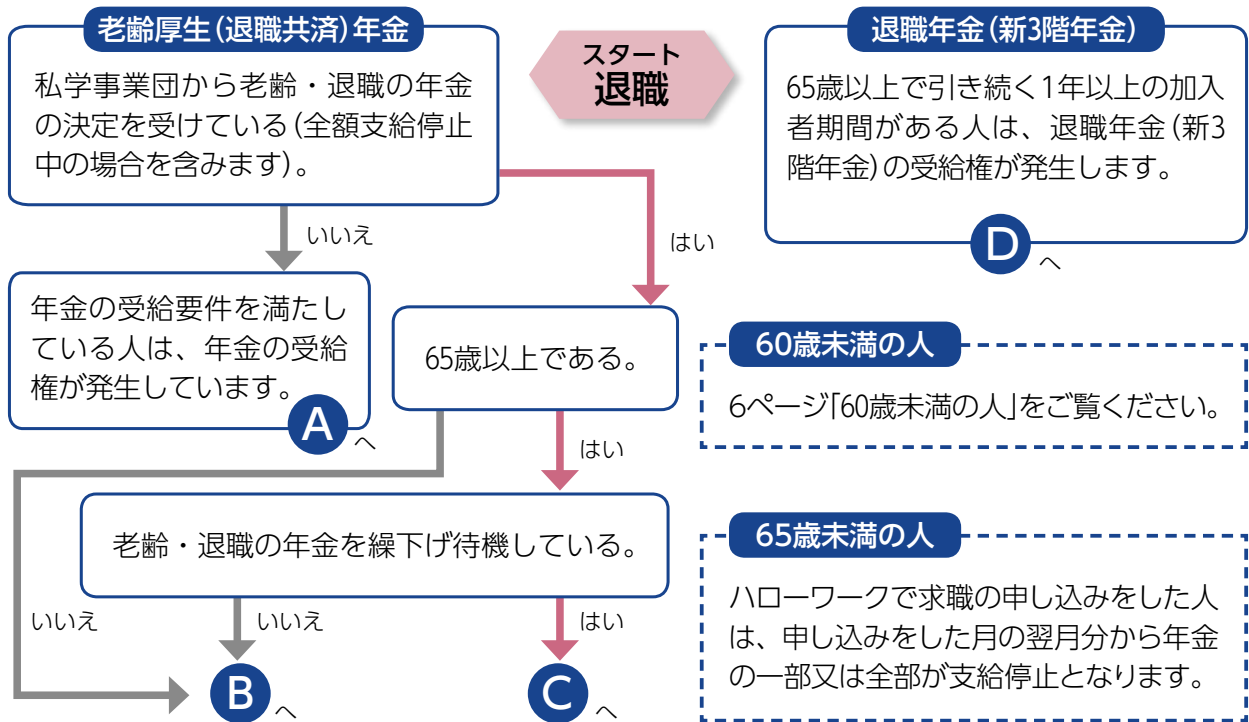 老齢厚生(退職共済)年金
私学事業団から老齢・退職の年金
の決定を受けている(全額支給停止
中の場合を含みます)。
スタート
退職
退職年金(新3階年金)
65歳以上で引き続く1年以上の加入
者期間がある人は、退職年金(新3
階年金)の受給権が発生します。
Dへ
いいえ
はい
年金の受給要件を満たし
ている人は、年金の受給
権が発生しています。
Aへ
65歳以上である。
60歳未満の人
6ページ「60歳未満の人」をご覧ください。
はい
老齢・退職の年金を繰下げ待機している。
65歳未満の人
ハローワークで求職の申し込みをした人
は、申し込みをした月の翌月分から年金
の一部又は全部が支給停止となります。
いいえ
いいえ
はい
Bへ
Cへ